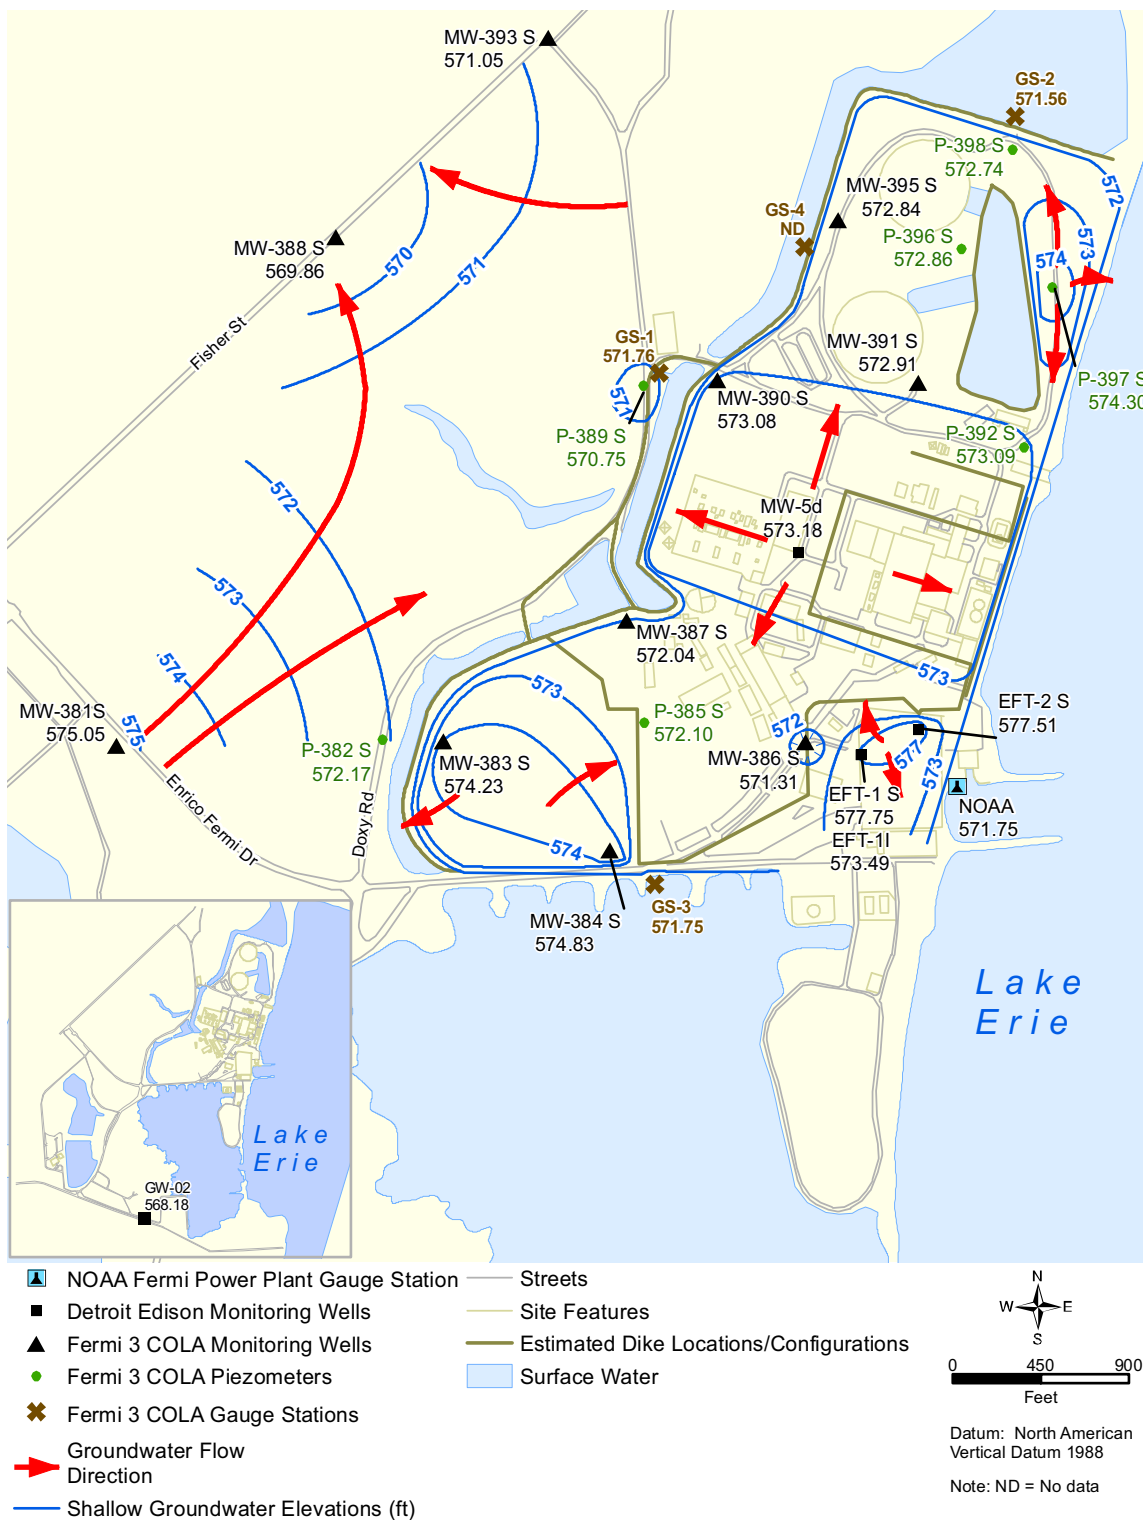 MW-393 S
571.05
GS-2
571.56
P-398 S
572.74
MW-395 S
572.84
572
GS-4
ND
P-396 S
572.86
573
574
MW-388 S
569.86
570
571
Fisher St
GS-1
571.76
MW-391 S
572.91
P-397 S
574.30
571
MW-390 S
573.08
P-389 S
570.75
P-392 S
573.09
572
MW-5d
573.18
573
574
MW-387 S
572.04
573
573
EFT-2 S
577.51
MW-381S
575.05
575
P-382 S
572.17
MW-383 S
574.23
P-385 S
572.10
572
MW-386 S
571.31
577
573
EFT-1 S
577.75
EFT-1I
573.49
NOAA
571.75
Enrico Fermi Dr
Doxy Rd
574
MW-384 S
574.83
GS-3
571.75
Lake
Erie
Lake
Erie
GW-02
568.18
NOAA Fermi Power Plant Gauge Station
Detroit Edison Monitoring Wells
Fermi 3 COLA Monitoring Wells
Fermi 3 COLA Piezometers
Fermi 3 COLA Gauge Stations
Groundwater Flow
Direction
Shallow Groundwater Elevations (ft)
Streets
Site Features
Estimated Dike Locations/Configurations
Surface Water
N
W E
S
0 450 900
Feet
Datum: North American
Vertical Datum 1988
Note: ND = No data